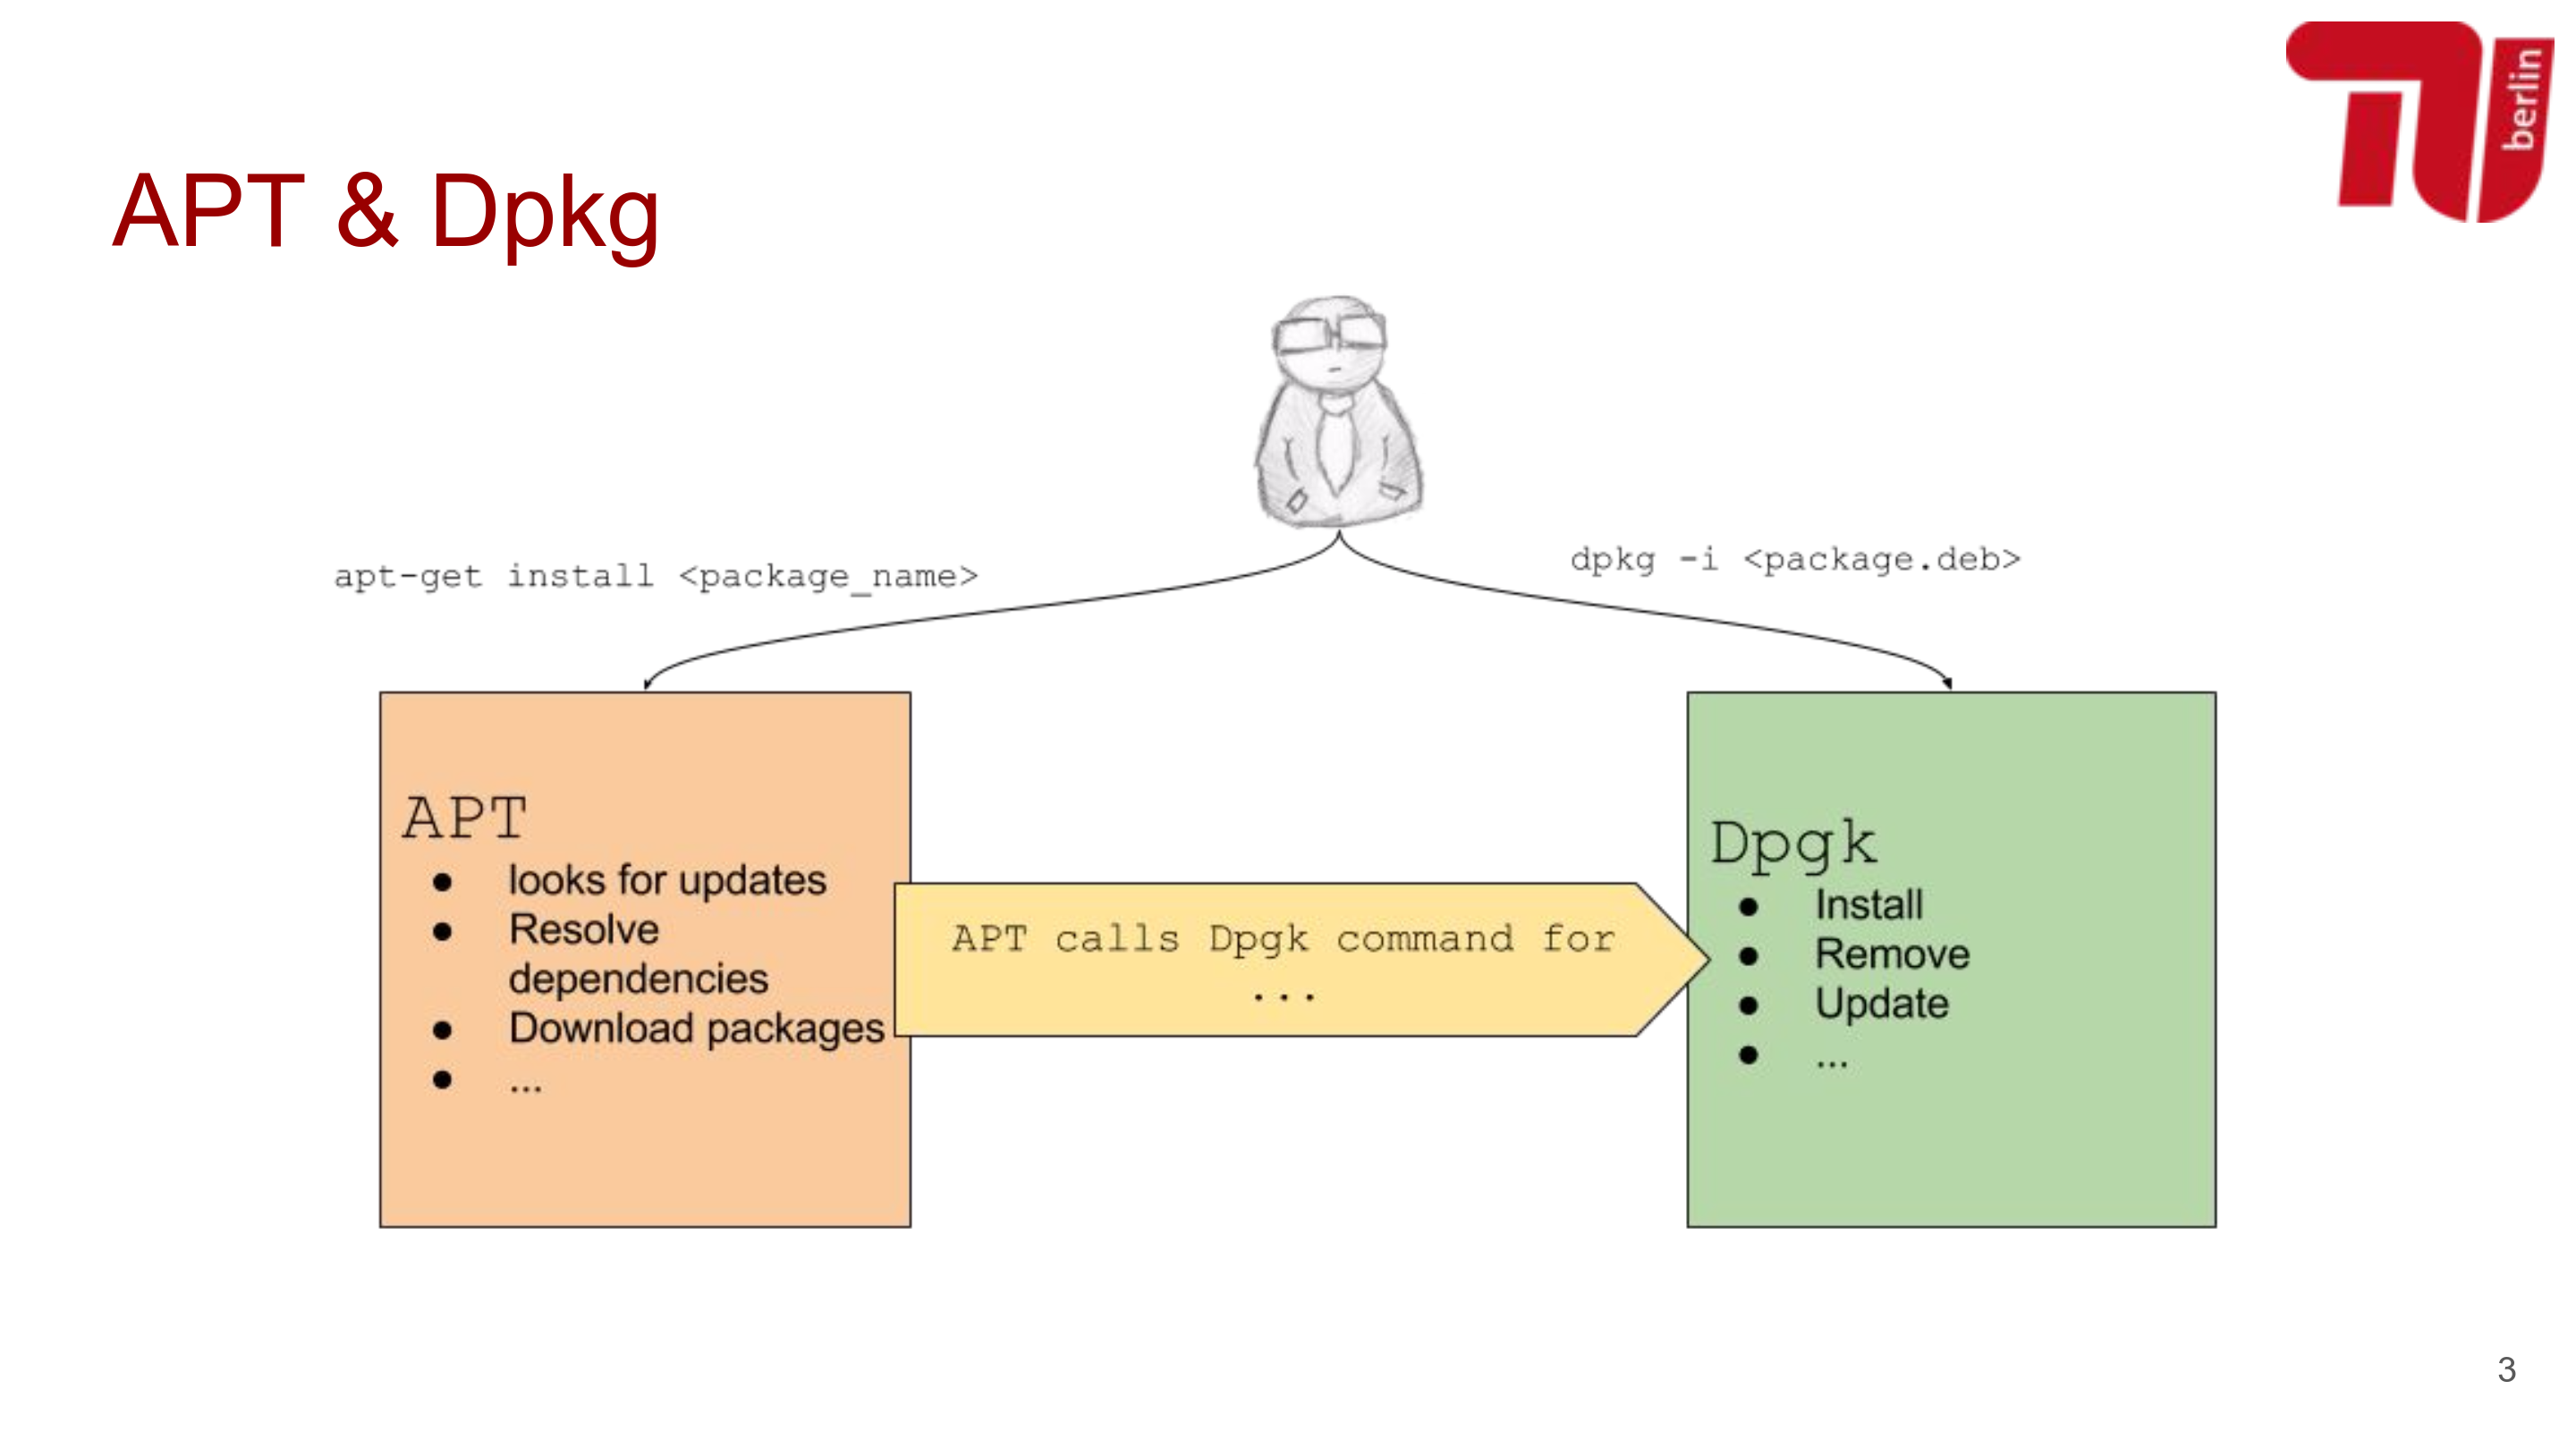 berlin
APT & Dpkg
apt-get install <package_name>
dpkg -i <package.deb>
APT
● looks for updates
● Resolve
dependencies
● Download packages
● ...
APT calls Dpgk command for
...
Dpgk
● Install
● Remove
● Update
● ...
3